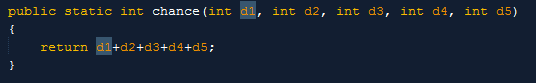 public static int chance(int d1, int d2, int d3, int d4, int d5)
{
    return d1+d2+d3+d4+d5;
}